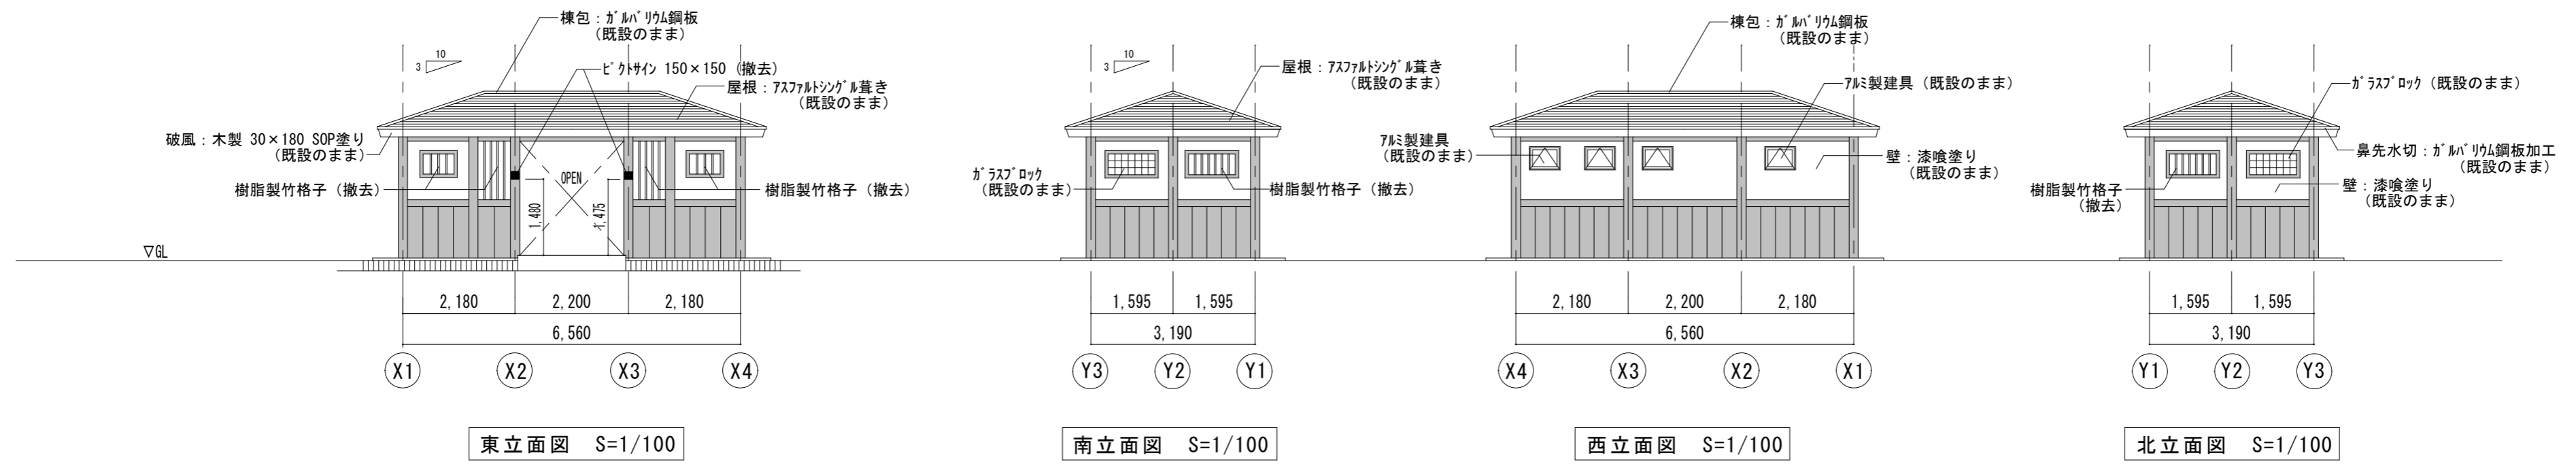 棟包：ｶﾞﾙﾊﾞﾘｳﾑ鋼板
（既設のまま）
10
3
ﾋﾟｸﾄｻｲﾝ 150×150（撤去）
屋根：ｱｽﾌｧﾙﾄｼﾝｸﾞﾙ葺き
（既設のまま）
破風：木製 30×180 SOP塗り
（既設のまま）
樹脂製竹格子（撤去）
OPEN
樹脂製竹格子（撤去）
1,480
1,475
▽GL
2,180
2,200
2,180
6,560
X1
X2
X3
X4
東立面図 S=1/100
10
3
屋根：ｱｽﾌｧﾙﾄｼﾝｸﾞﾙ葺き
（既設のまま）
ｶﾞﾗｽﾌﾞﾛｯｸ
（既設のまま）
樹脂製竹格子（撤去）
1,595
1,595
3,190
Y3
Y2
Y1
南立面図 S=1/100
棟包：ｶﾞﾙﾊﾞﾘｳﾑ鋼板
（既設のまま）
ｱﾙﾐ製建具（既設のまま）
ｱﾙﾐ製建具
（既設のまま）
壁：漆喰塗り
（既設のまま）
2,180
2,200
2,180
6,560
X4
X3
X2
X1
西立面図 S=1/100
ｶﾞﾗｽﾌﾞﾛｯｸ（既設のまま）
鼻先水切：ｶﾞﾙﾊﾞﾘｳﾑ鋼板加工
（既設のまま）
樹脂製竹格子
（撤去）
壁：漆喰塗り
（既設のまま）
1,595
1,595
3,190
Y1
Y2
Y3
北立面図 S=1/100